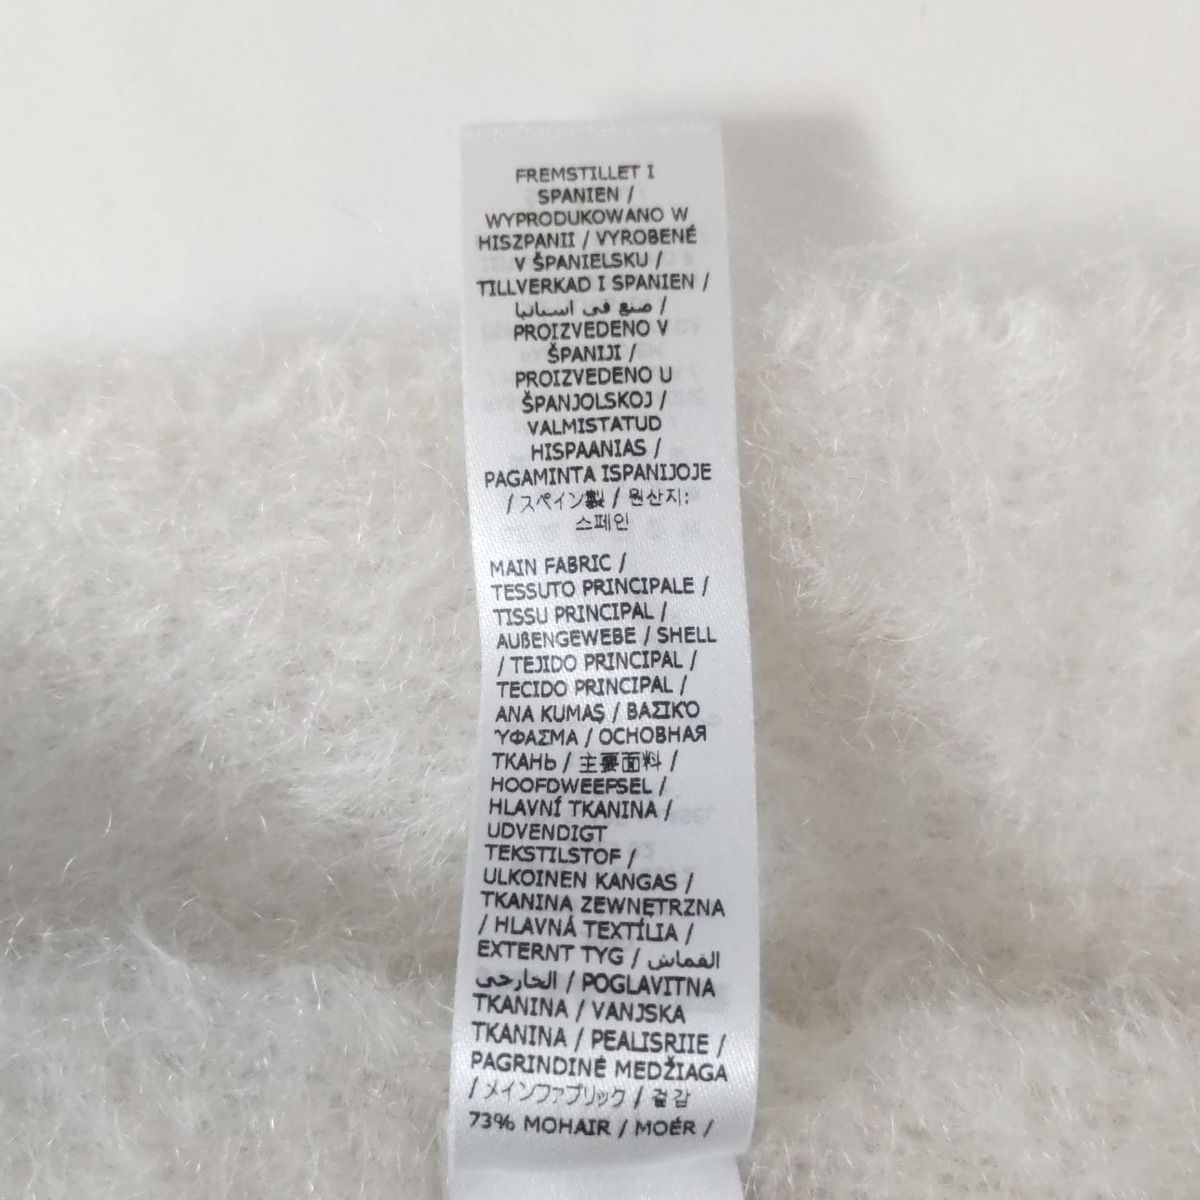 FREMSTILLET I
SPANIEN /
WYPRODUKOWANO W
HISZPANII / VYROBENÉ
V ŠPANIELSKU /
TILLVERKAD I SPANIEN /
صنع في اسبانيا /
PROIZVEDENO V
ŠPANIJI /
PROIZVEDENO U
ŠPANJOLSKOJ /
VALMISTATUD
HISPAANIAS /
PAGAMINTA ISPANIJOJE
/ スペイン製 / 원산지:
스페인
MAIN FABRIC /
TESSUTO PRINCIPALE /
TISSU PRINCIPAL /
AUßENGEWEBE / SHELL
/ TEJIDO PRINCIPAL /
TECIDO PRINCIPAL /
ANA KUMAŞ / ΒΑΣΙΚΌ
ΎΦΑΣΜΑ / ОСНОВНАЯ
ТКАНЬ / 主要面料 /
HOOFDWEEFSEL /
HLAVNÍ TKANINA /
UDVENDIGT
TEKSTILSTOF /
ULKOINEN KANGAS /
TKANINA ZEWNĘTRZNA
/ HLAVNÁ TEXTÍLIA /
EXTERNT TYG / القماش
الخارجي / POGLAVITNA
TKANINA / VANJSKA
TKANINA / PEALISRIIE /
PAGRINDINĖ MEDŽIAGA
/ メインファブリック / 겉감
73% MOHAIR / MOÉR /